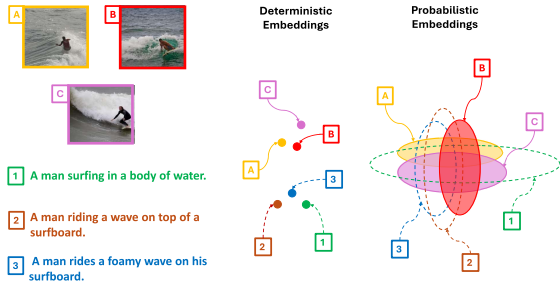 A
B
C
1 A man surfing in a body of water.
2 A man riding a wave on top of a
surfboard.
3 A man rides a foamy wave on his
surfboard.
Deterministic
Embeddings
C
B
A
3
2
1
Probabilistic
Embeddings
B
A
C
1
3
2